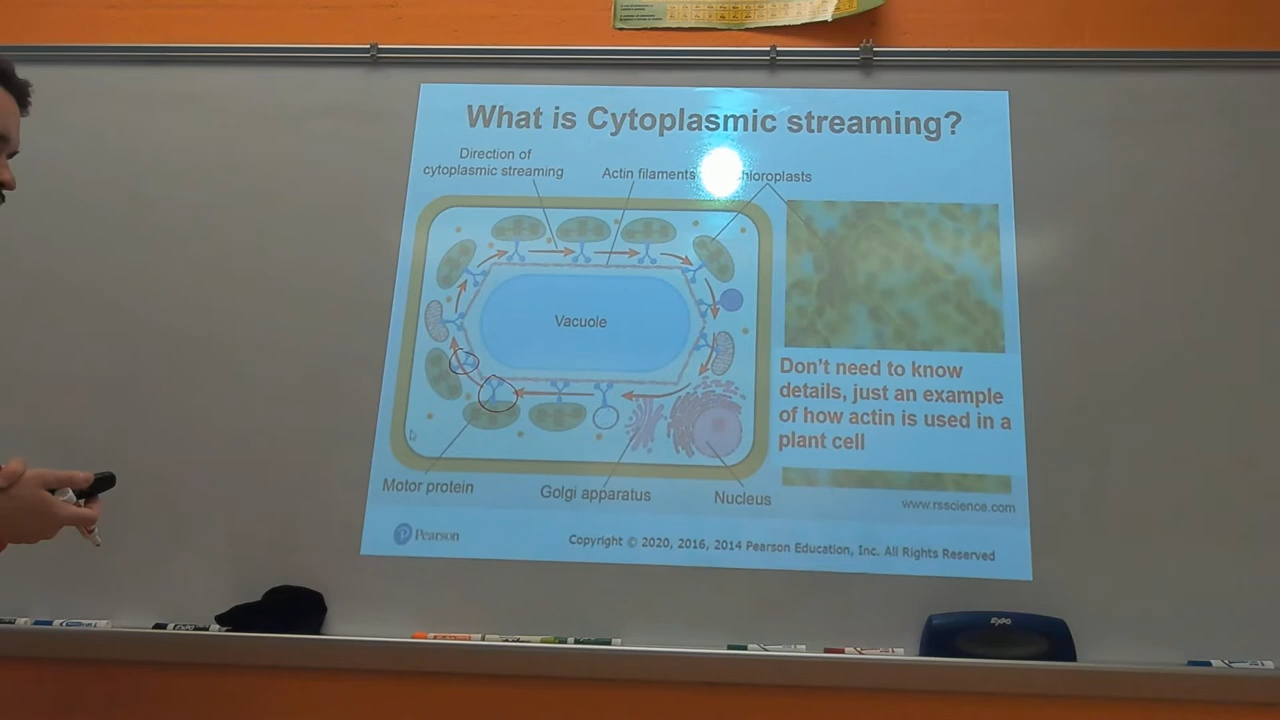 What is Cytoplasmic streaming?
Direction of
cytoplasmic streaming
Actin filaments
hloroplasts
Vacuole
Don't need to know
details, just an example
of how actin is used in a
plant cell
Motor protein
Golgi apparatus
Nucleus
www.rsscience.com
Pearson
Copyright © 2020, 2016, 2014 Pearson Education, Inc. All Rights Reserved
EXPO